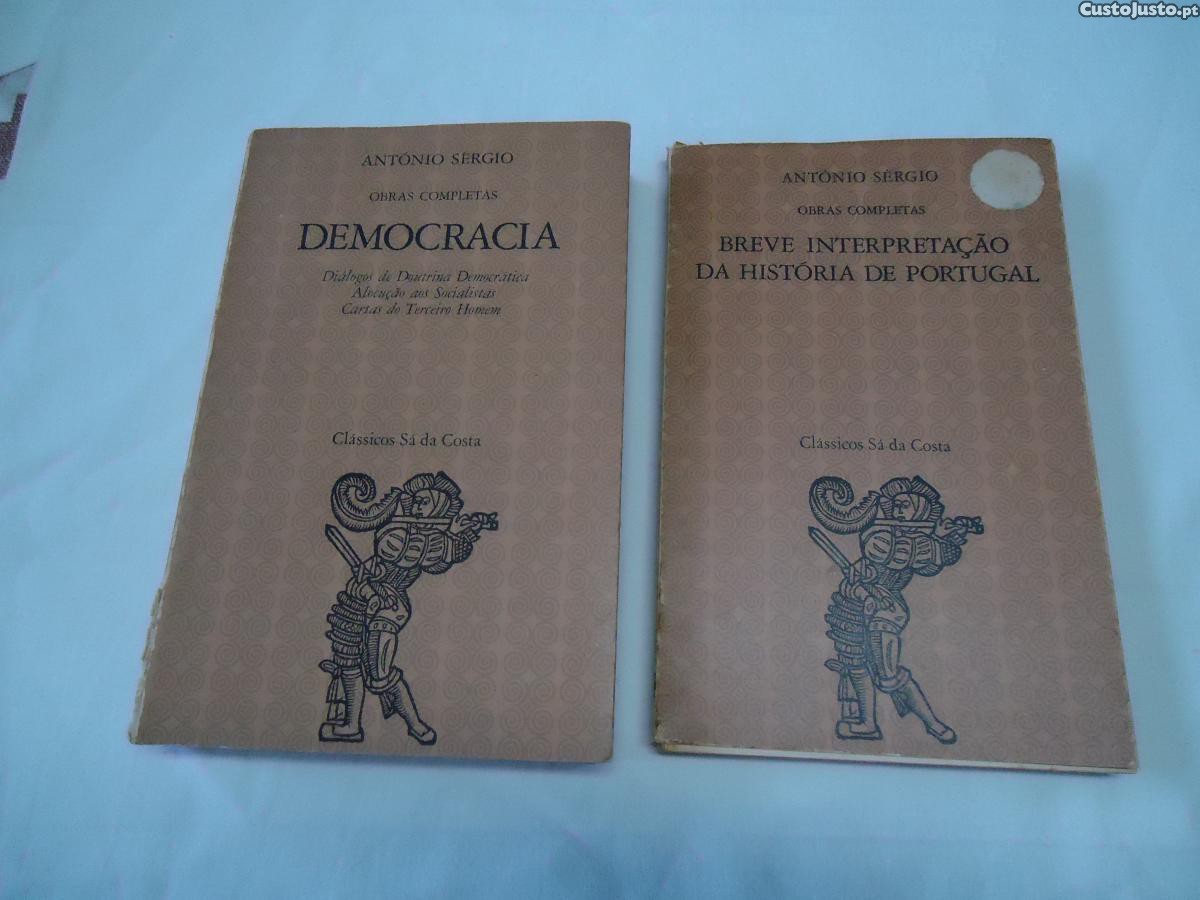 CustoJusto.pt
ANTÓNIO SÉRGIO
OBRAS COMPLETAS
DEMOCRACIA
Diálogos de Doutrina Democrática
Alocução aos Socialistas
Cartas do Terceiro Homem
Clássicos Sá da Costa
ANTÓNIO SÉRGIO
OBRAS COMPLETAS
BREVE INTERPRETAÇÃO
DA HISTÓRIA DE PORTUGAL
Clássicos Sá da Costa